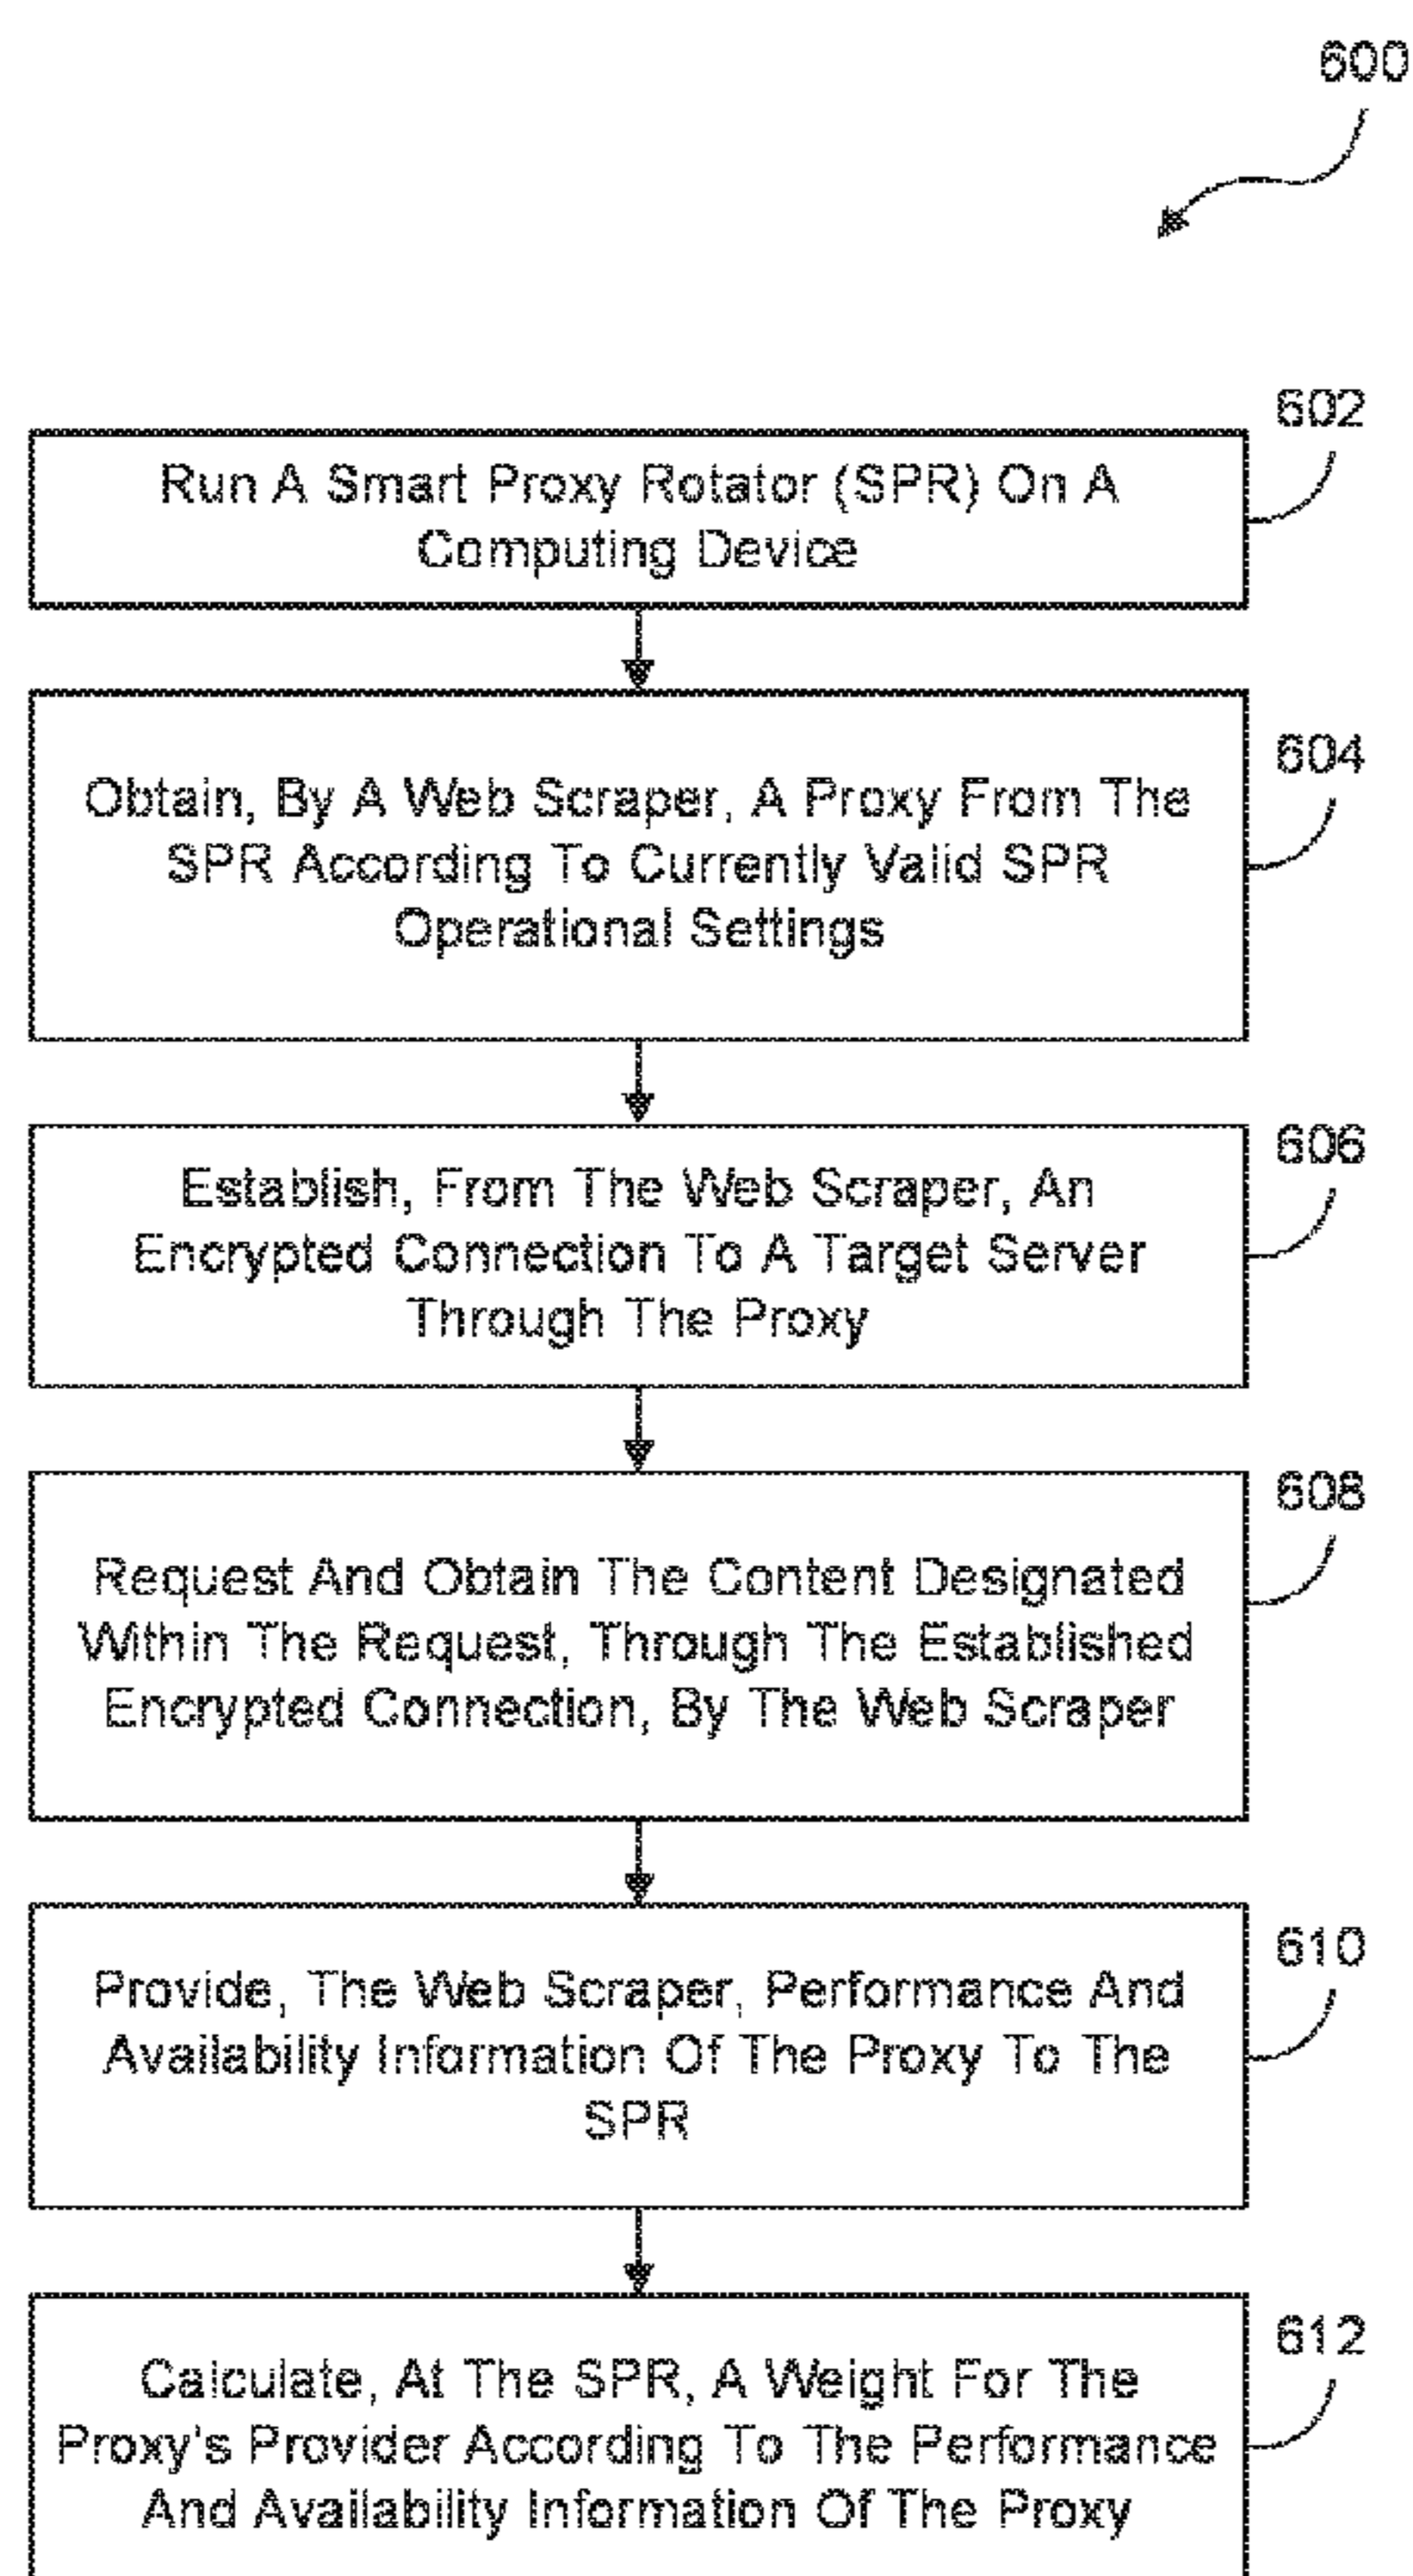 600
602
Run A Smart Proxy Rotator (SPR) On A
Computing Device
604
Obtain, By A Web Scraper, A Proxy From The
SPR According To Currently Valid SPR
Operational Settings
606
Establish, From The Web Scraper, An
Encrypted Connection To A Target Server
Through The Proxy
608
Request And Obtain The Content Designated
Within The Request, Through The Established
Encrypted Connection, By The Web Scraper
610
Provide, The Web Scraper, Performance And
Availability Information Of The Proxy To The
SPR
612
Calculate, At The SPR, A Weight For The
Proxy's Provider According To The Performance
And Availability Information Of The Proxy